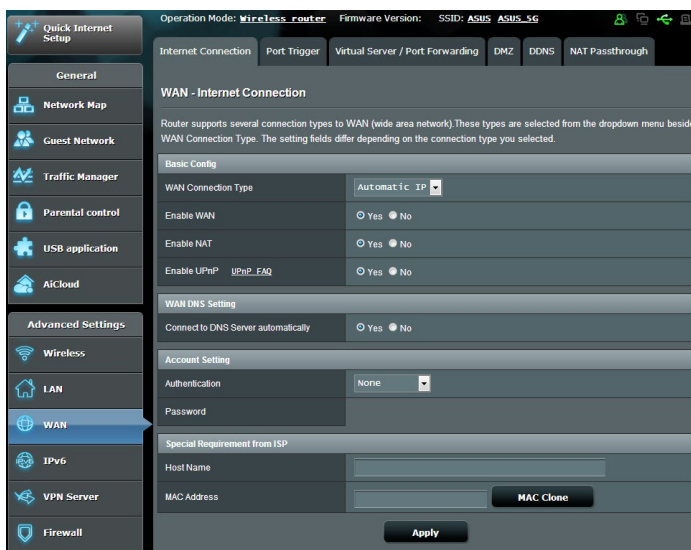 Quick Internet
Setup
General
Network Map
Guest Network
Traffic Manager
Parental control
USB application
AiCloud
Advanced Settings
Wireless
LAN
WAN
IPv6
VPN Server
Firewall
Operation Mode: Wireless router Firmware Version: SSID: ASUS ASUS_5G
Internet Connection Port Trigger Virtual Server / Port Forwarding DMZ DDNS NAT Passthrough
WAN - Internet Connection
Router supports several connection types to WAN (wide area network).These types are selected from the dropdown menu besid
WAN Connection Type. The setting fields differ depending on the connection type you selected.
Basic Config
WAN Connection Type Automatic IP
Enable WAN Yes No
Enable NAT Yes No
Enable UPnP UPnP FAQ Yes No
WAN DNS Setting
Connect to DNS Server automatically Yes No
Account Setting
Authentication None
Password
Special Requirement from ISP
Host Name
MAC Address MAC Clone
Apply